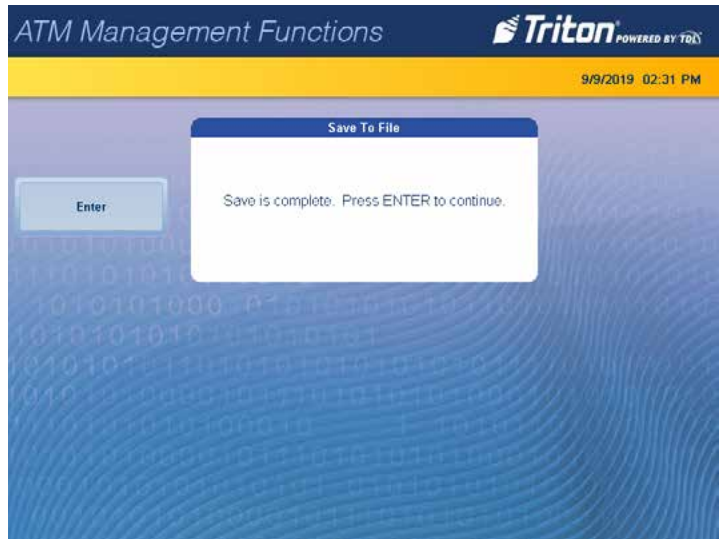 ATM Management Functions
Triton POWERED BY TDL
9/9/2019 02:31 PM
Save To File
Save is complete. Press ENTER to continue.
Enter